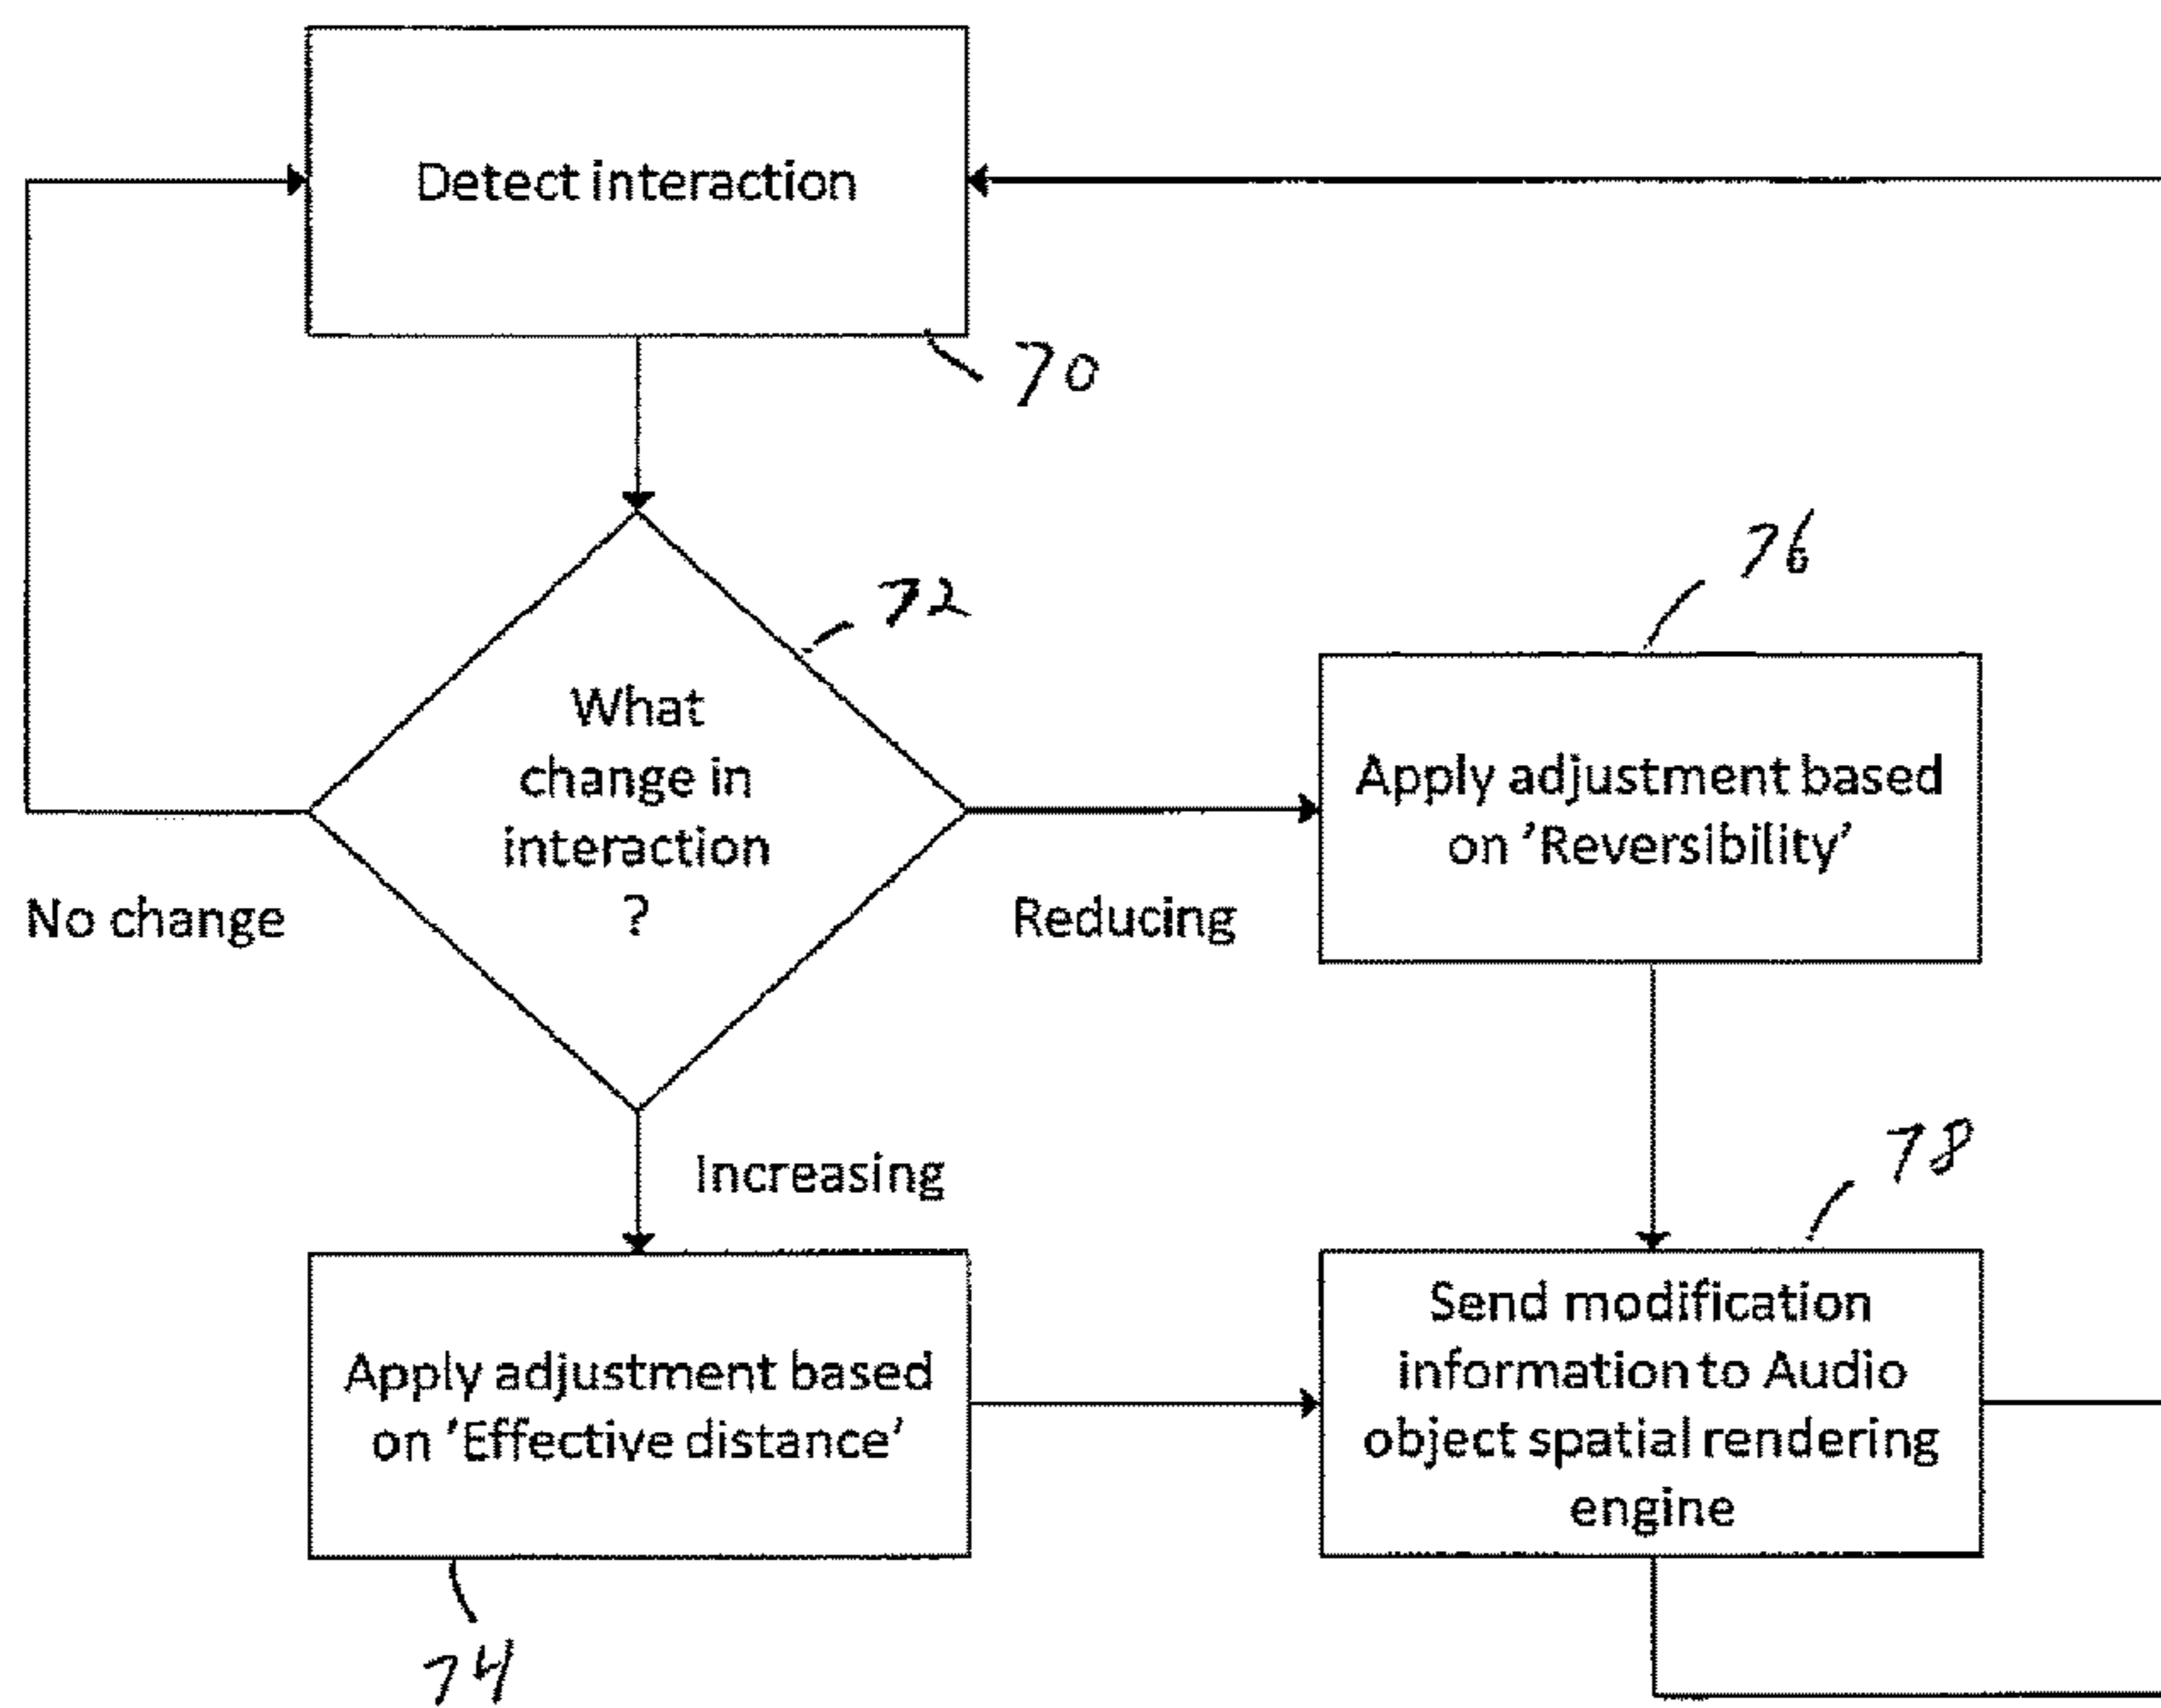 Detect interaction
70
72
What
change in
interaction
?
No change
Reducing
76
Apply adjustment based
on 'Reversibility'
Increasing
78
Apply adjustment based
on 'Effective distance'
74
Send modification
information to Audio
object spatial rendering
engine